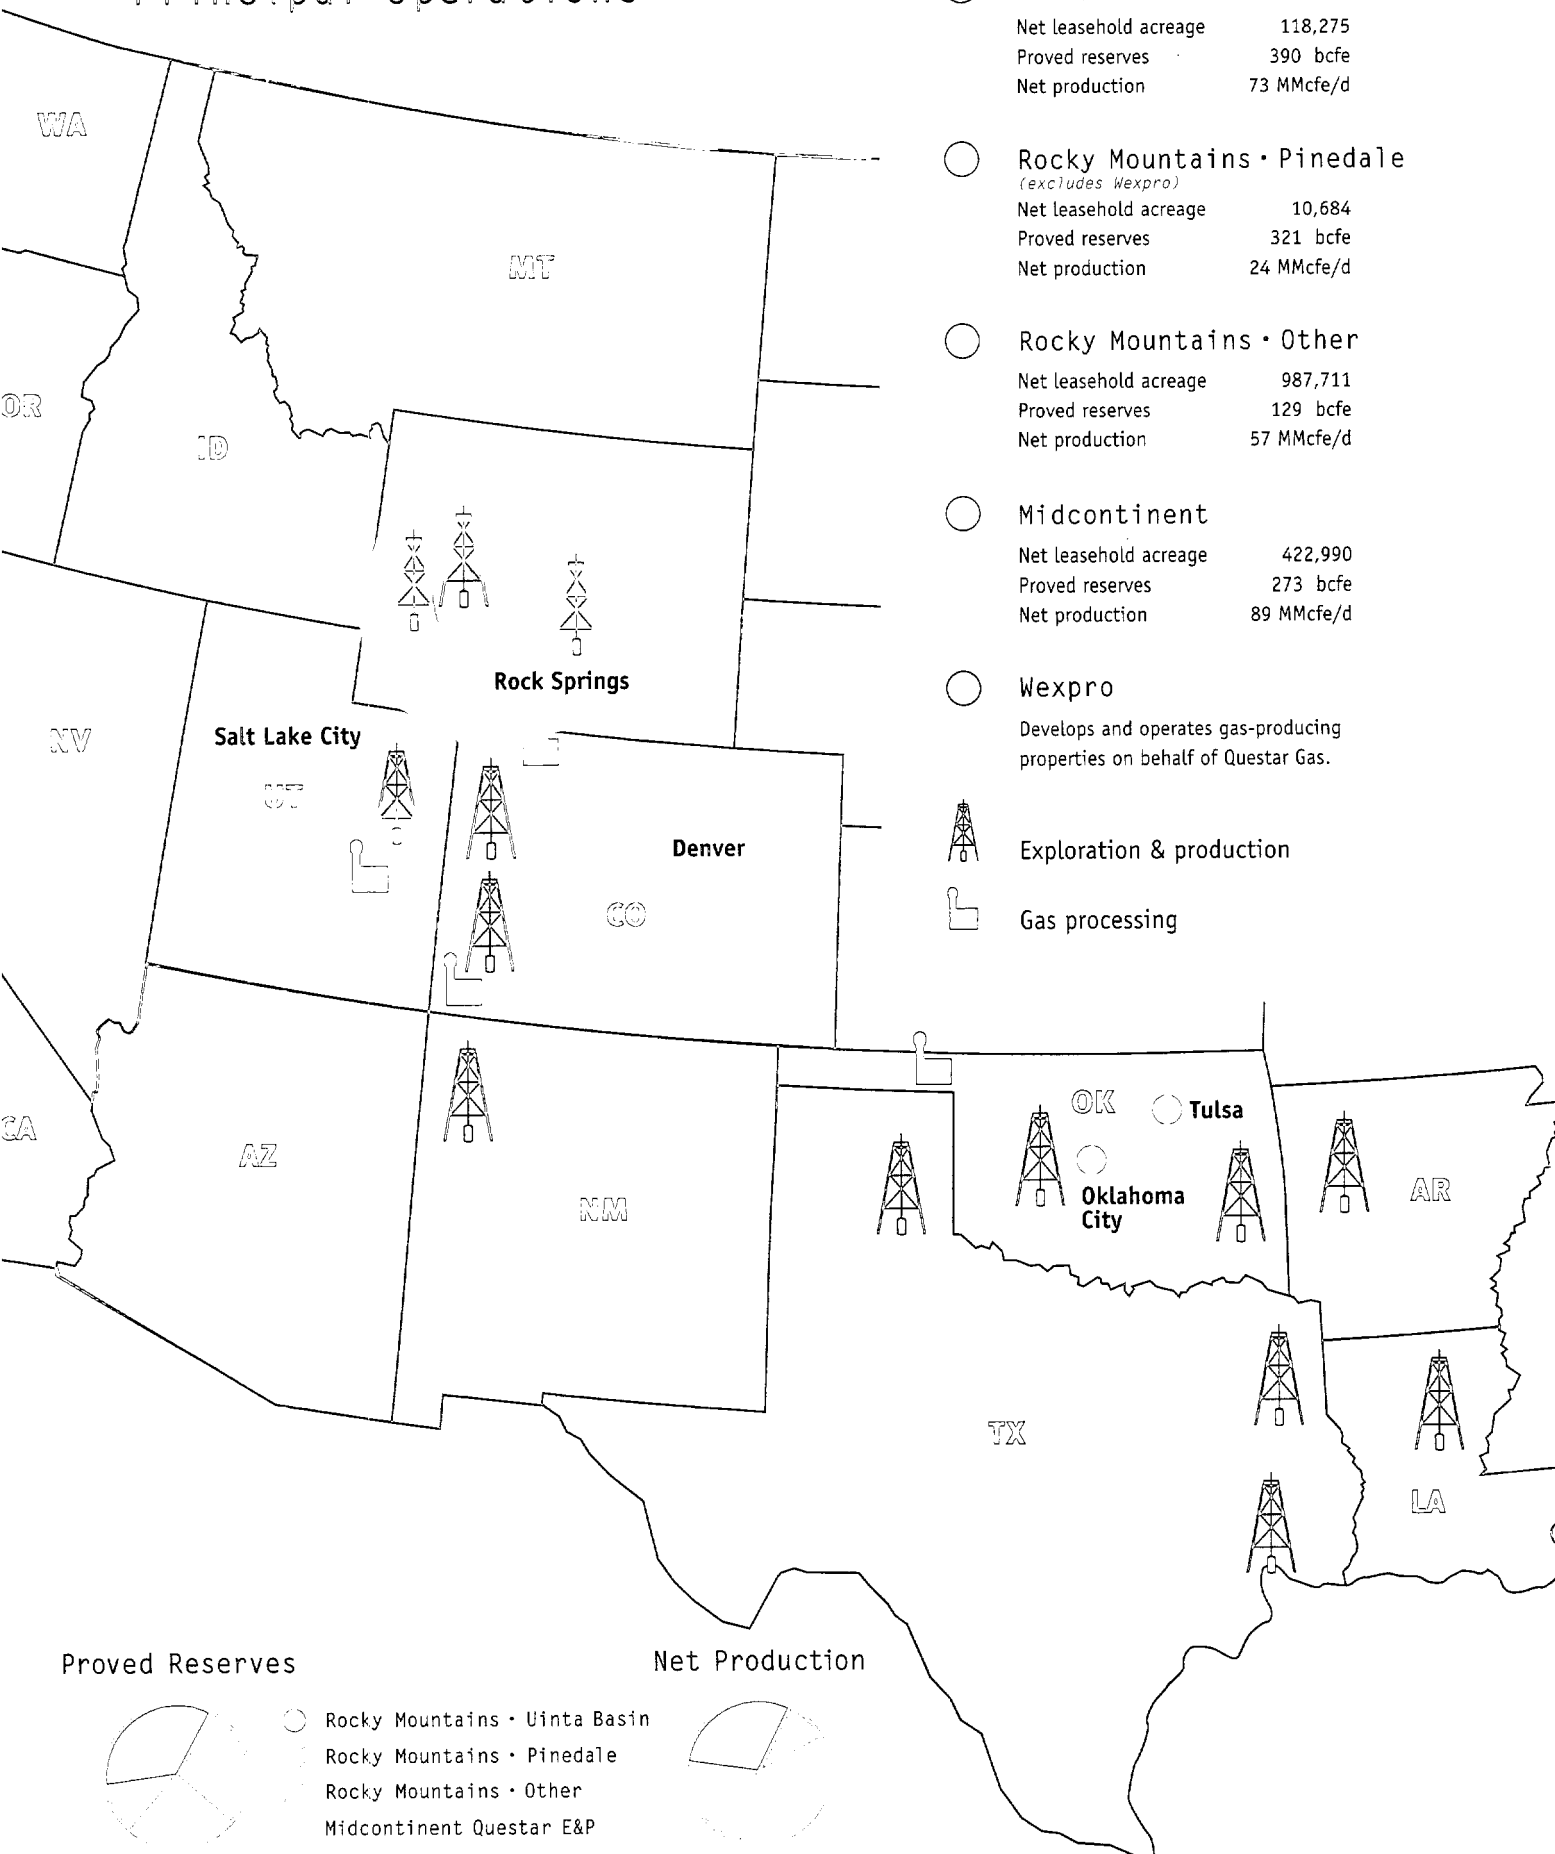 Principal Operations
Net leasehold acreage 118,275
Proved reserves 390 bcfe
Net production 73 MMcfe/d
Rocky Mountains • Pinedale
(excludes Wexpro)
Net leasehold acreage 10,684
Proved reserves 321 bcfe
Net production 24 MMcfe/d
Rocky Mountains • Other
Net leasehold acreage 987,711
Proved reserves 129 bcfe
Net production 57 MMcfe/d
Midcontinent
Net leasehold acreage 422,990
Proved reserves 273 bcfe
Net production 89 MMcfe/d
Wexpro
Develops and operates gas-producing
properties on behalf of Questar Gas.
Exploration & production
Gas processing
WA
MT
OR
ID
Rock Springs
NV
Salt Lake City
UT
Denver
CO
CA
AZ
NM
OK
Tulsa
Oklahoma
City
AR
TX
LA
Proved Reserves
Net Production
Rocky Mountains • Uinta Basin
Rocky Mountains • Pinedale
Rocky Mountains • Other
Midcontinent Questar E&P